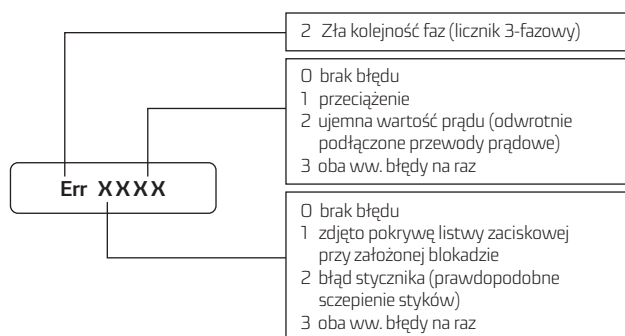 2 Zła kolejność faz (licznik 3-fazowy)
0 brak błędu
1 przeciążenie
2 ujemna wartość prądu (odwrotnie
podłączone przewody prądowe)
3 oba ww. błędy na raz
Err XXXX
0 brak błędu
1 zdjęto pokrywę listwy zaciskowej
przy założonej blokadzie
2 błąd stycznika (prawdopodobne
sczepienie styków)
3 oba ww. błędy na raz